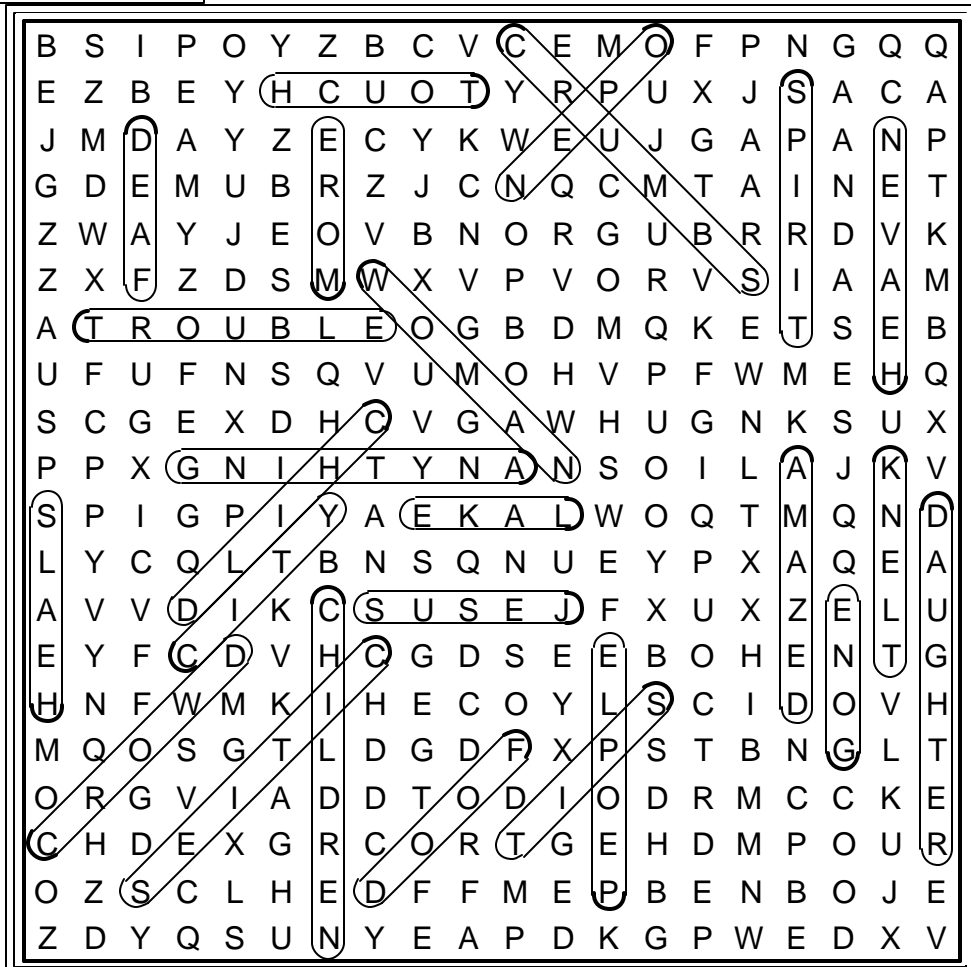 B S I P O Y Z B C V C E M O F P N G Q Q
E Z B E Y H C U O T Y R P U X J S A C A
J M D A Y Z E C Y K W E U J G A P A N P
G D E M U B R Z J C N Q C M T A I N E T
Z W A Y J E O V B N O R G U B R R D V K
Z X F Z D S M W X V P V O R V S I A A M
A T R O U B L E O G B D M Q K E T S E B
U F U F N S Q V U M O H V P F W M E H Q
S C G E X D H C V G A W H U G N K S U X
P P X G N I H T Y N A N S O I L A J K V
S P I G P I Y A E K A L W O Q T M Q N D
L Y C Q L T B N S Q N U E Y P X A Q E A
A V V D I K C S U S E J F X U X Z E L U
E Y F C D V H C G D S E E B O H E N T G
H N F W M K I H E C O Y L S C I D O V H
M Q O S G T L D G D F X P S T B N G L T
O R G V I A D D T O D I O D R M C C K E
C H D E X G R C O R T G E H D M P O U R
O Z S C L H E D F F M E P B E N B O J E
Z D Y Q S U N Y E A P D K G P W E D X V